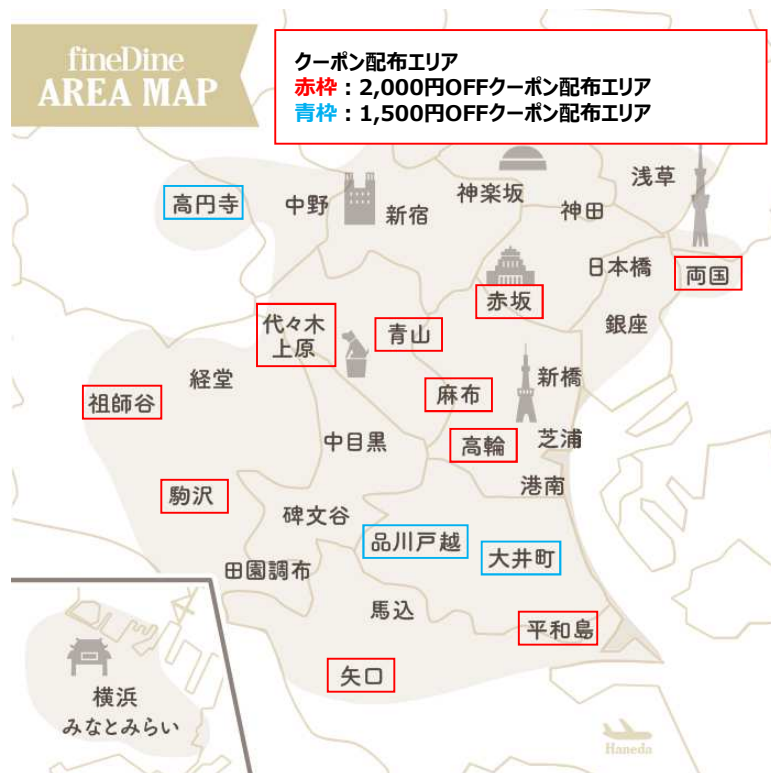 fineDine
AREA MAP
クーポン配布エリア
赤枠：2,000円OFFクーポン配布エリア
青枠：1,500円OFFクーポン配布エリア
浅草
神楽坂
高円寺
中野
新宿
神田
日本橋
両国
赤坂
代々木
上原
青山
銀座
経堂
新橋
祖師谷
麻布
中目黒
高輪
芝浦
駒沢
港南
碑文谷
品川戸越
大井町
田園調布
馬込
平和島
矢口
横浜
みなとみらい
Haneda